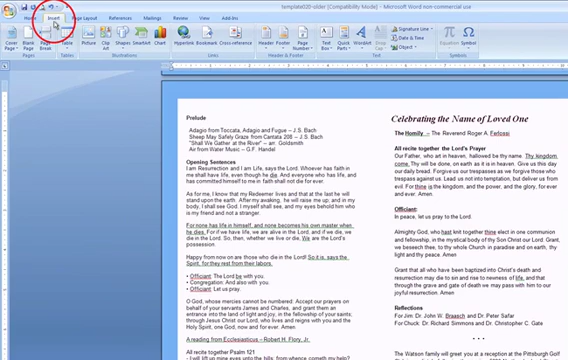 template020-older [Compatibility Mode] - Microsoft Word non-commercial use
Home Insert Page Layout References Mailings Review View Add-Ins
Cover Page Blank Page Page Break Table Picture Clip Art Shapes SmartArt Chart Hyperlink Bookmark Cross-reference Header Footer Page Number Text Box Quick Parts WordArt Drop Cap Signature Line Date & Time Object Equation Symbol
Pages Tables Illustrations Links Header & Footer Text Symbols
Prelude
Adagio from Toccata, Adagio and Fugue – J.S. Bach
Sheep May Safely Graze from Cantata 208 – J.S. Bach
"Shall We Gather at the River" – arr. Goldsmith
Air from Water Music – G.F. Handel
Opening Sentences
I am Resurrection and I am Life, says the Lord. Whoever has faith in
me shall have life, even though he die. And everyone who has life, and
has committed himself to me in faith shall not die for ever.
As for me, I know that my Redeemer lives and that at the last he will
stand upon the earth. After my awaking, he will raise me up; and in my
body, I shall see God. I myself shall see, and my eyes behold him who
is my friend and not a stranger.
For none has life in himself, and none becomes his own master when
he dies. For if we have life, we are alive in the Lord, and if we die, we
die in the Lord. So, then, whether we live or die, We are the Lord's
possession.
Happy from now on are those who die in the Lord! So it is, says the
Spirit, for they rest from their labors.
• Officiant: The Lord be with you.
• Congregation: And also with you.
• Officiant: Let us pray.
O God, whose mercies cannot be numbered: Accept our prayers on
behalf of your servants James and Charles, and grant them an
entrance into the land of light and joy, in the fellowship of your saints;
through Jesus Christ our Lord, who lives and reigns with you and the
Holy Spirit, one God, now and for ever. Amen
A reading from Ecclesiasticus – Robert H. Fiory, Jr.
All recite together Psalm 121
I will lift up mine eyes unto the hills; from whence cometh my help?
Celebrating the Name of Loved One
The Homily – The Reverend Roger A. Ferlossi
All recite together the Lord's Prayer
Our Father, who art in heaven, hallowed be thy name. Thy kingdom
come, Thy will be done, on earth as it is in heaven. Give us this day
our daily bread. Forgive us our trespasses as we forgive those who
trespass against us. Lead us not into temptation, but deliver us from
evil. For thine is the kingdom, and the power, and the glory, for ever
and ever. Amen.
Officiant:
In peace, let us pray to the Lord.
Almighty God, who hast knit together thine elect in one communion
and fellowship, in the mystical body of thy Son Christ our Lord, Grant,
we beseech thee, to thy whole Church in paradise and on earth, thy
light and thy peace. Amen
Grant that all who have been baptized into Christ's death and
resurrection may die to sin and rise to newness of life, and that
through the grave and gate of death we may pass with him to our
joyful resurrection. Amen
Reflections
For Jim: Dr. John W. Braasch and Dr. Peter Safar
For Chuck: Dr. Richard Simmons and Dr. Christopher C. Gate
• • •
The Watson family will greet you at a reception at the Pittsburgh Golf